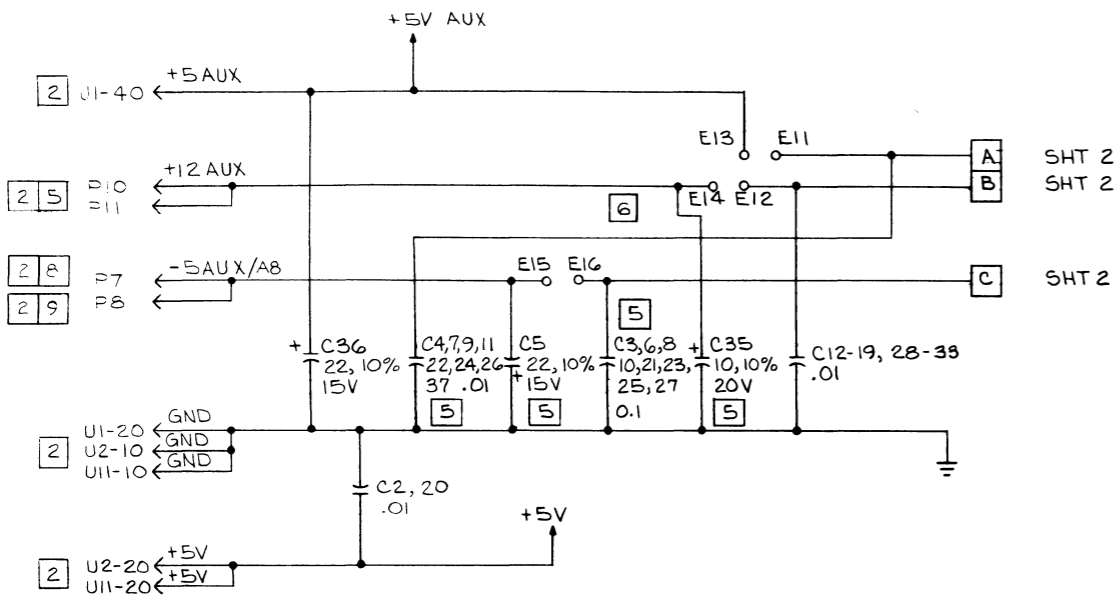 +5V AUX
2 U1-40 +5 AUX
E13 E11
A SHT 2
2 5 P10 +12 AUX
P11
E14 E12
B SHT 2
6
2 8 P7 -5AUX/A8
2 9 P8
E15 E16
C SHT 2
5
+ C36
22, 10%
15V
C4,7,9,11
22,24,26
37 .01
5
C5
22, 10%
+ 15V
5
C3,6,8
10,21,23,
25,27
0.1
+ C35
10, 10%
20V
5
C12-19, 28-33
.01
2 U1-20 GND
U2-10 GND
U11-10 GND
C2, 20
.01
+5V
2 U2-20 +5V
U11-20 +5V